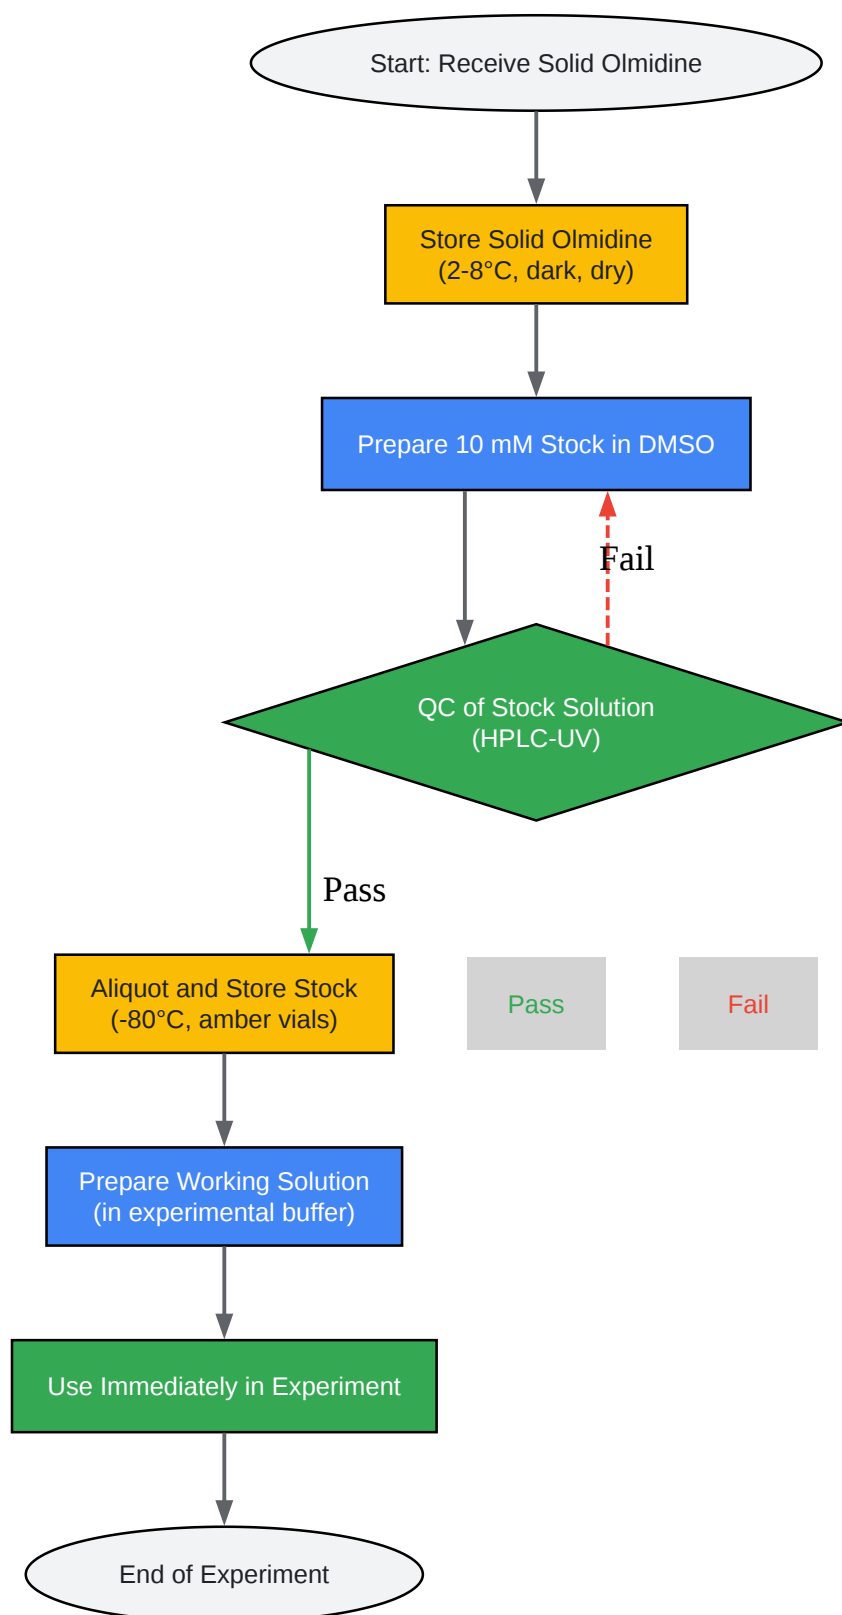 Start: Receive Solid Olmidine
Store Solid Olmidine
(2-8°C, dark, dry)
Prepare 10 mM Stock in DMSO
Fail
QC of Stock Solution
(HPLC-UV)
Pass
Aliquot and Store Stock
(-80°C, amber vials)
Pass
Fail
Prepare Working Solution
(in experimental buffer)
Use Immediately in Experiment
End of Experiment